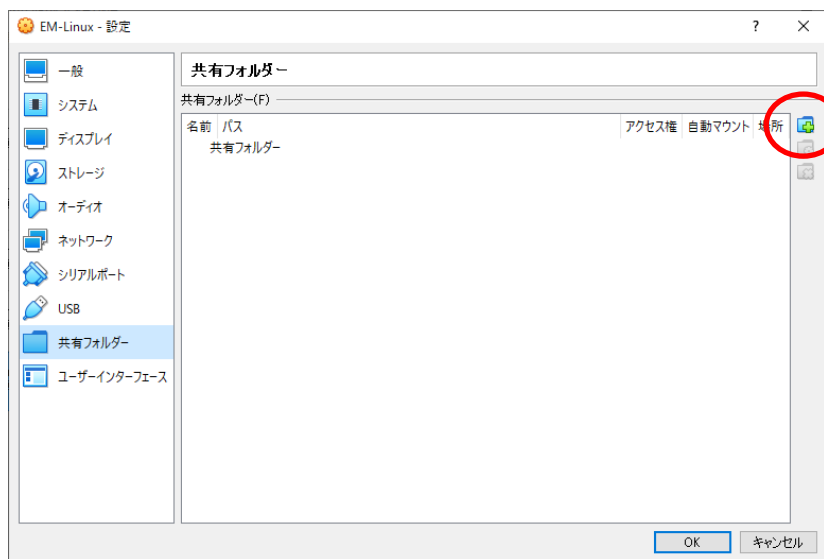 EM-Linux - 設定
?
一般
システム
ディスプレイ
ストレージ
オーディオ
ネットワーク
シリアルポート
USB
共有フォルダー
ユーザーインターフェース
共有フォルダー
共有フォルダー(F)
名前 パス アクセス権 自動マウント 場所
共有フォルダー
OK キャンセル